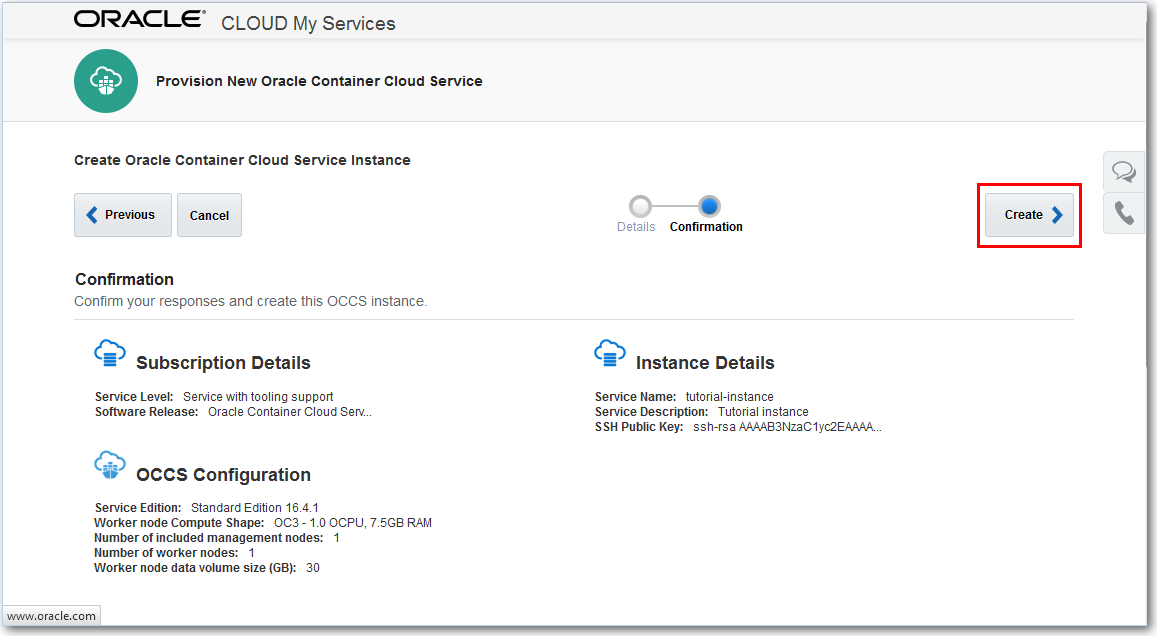 ORACLE® CLOUD My Services
Provision New Oracle Container Cloud Service
Create Oracle Container Cloud Service Instance
Previous
Cancel
Details
Confirmation
Create
Confirmation
Confirm your responses and create this OCCS instance.
Subscription Details
Service Level: Service with tooling support
Software Release: Oracle Container Cloud Serv...
Instance Details
Service Name: tutorial-instance
Service Description: Tutorial instance
SSH Public Key: ssh-rsa AAAAB3NzaC1yc2EAAAA...
OCCS Configuration
Service Edition: Standard Edition 16.4.1
Worker node Compute Shape: OC3 - 1.0 OCPU, 7.5GB RAM
Number of included management nodes: 1
Number of worker nodes: 1
Worker node data volume size (GB): 30
www.oracle.com